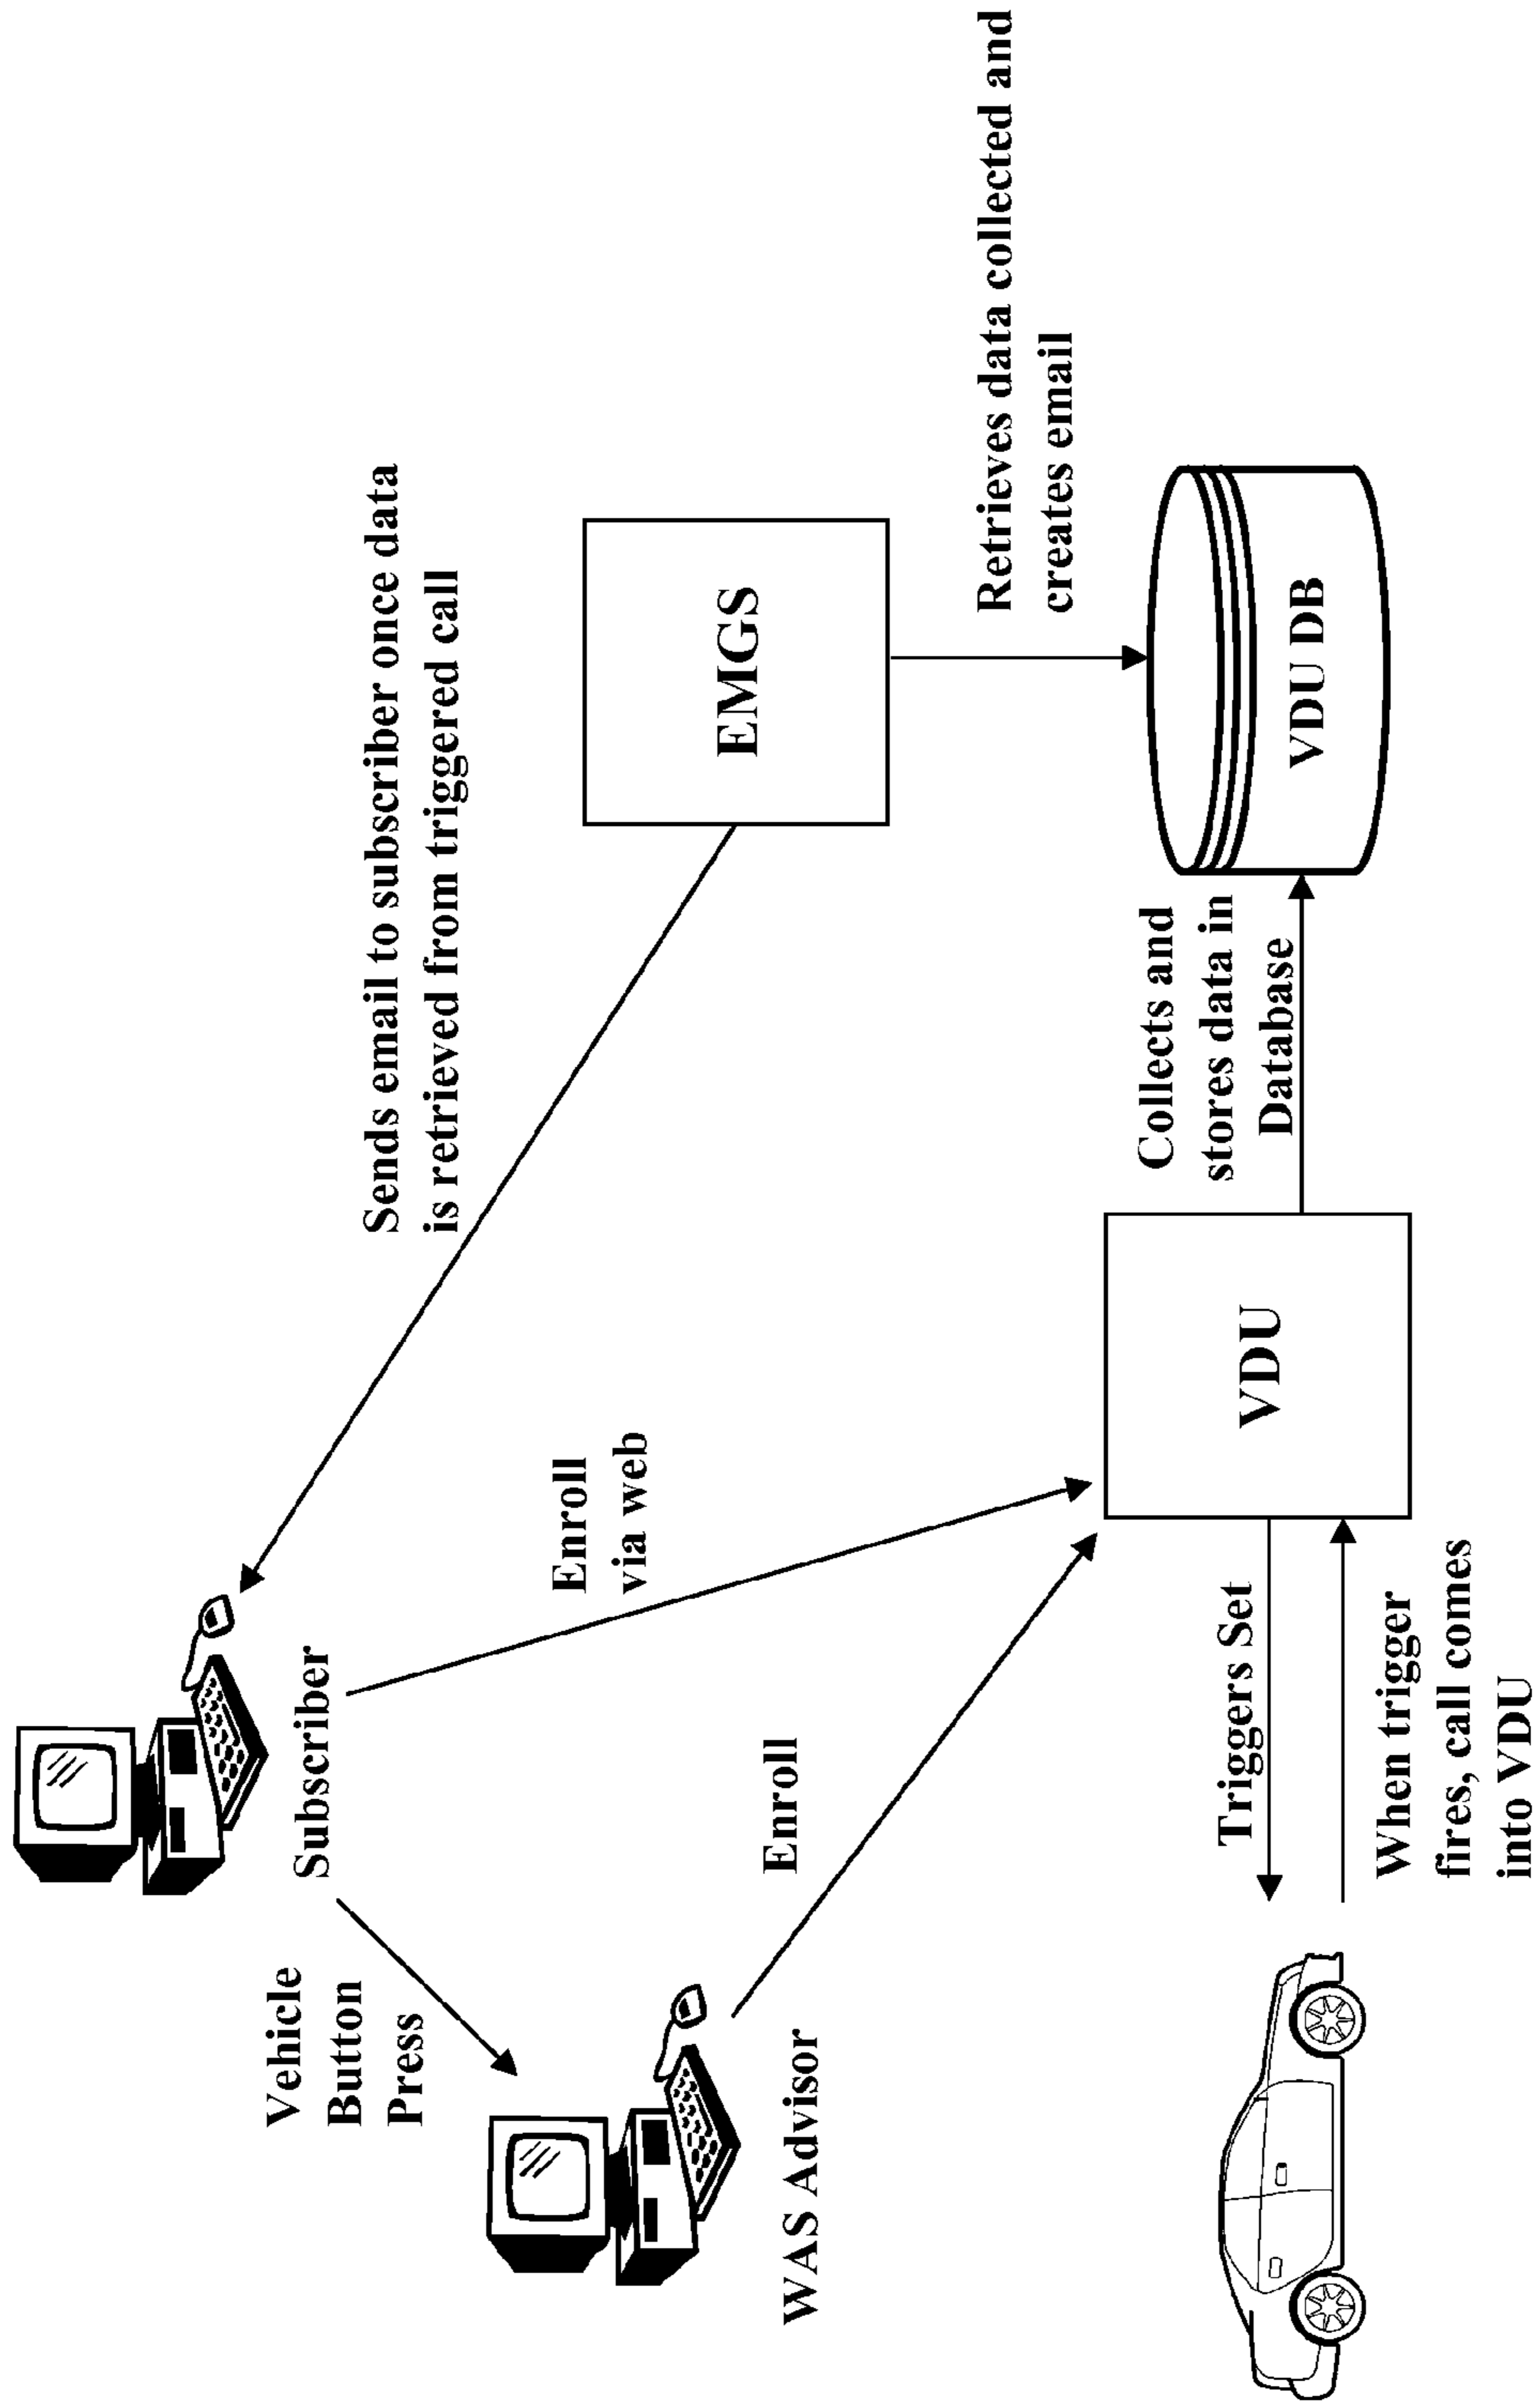 Subscriber
Vehicle
Button
Press
WAS Advisor
Enroll
via web
Enroll
Sends email to subscriber once data
is retrieved from triggered call
EMGS
Retrieves data collected and
creates email
Triggers Set
When trigger
fires, call comes
into VDU
VDU
Collects and
stores data in
Database
VDU DB